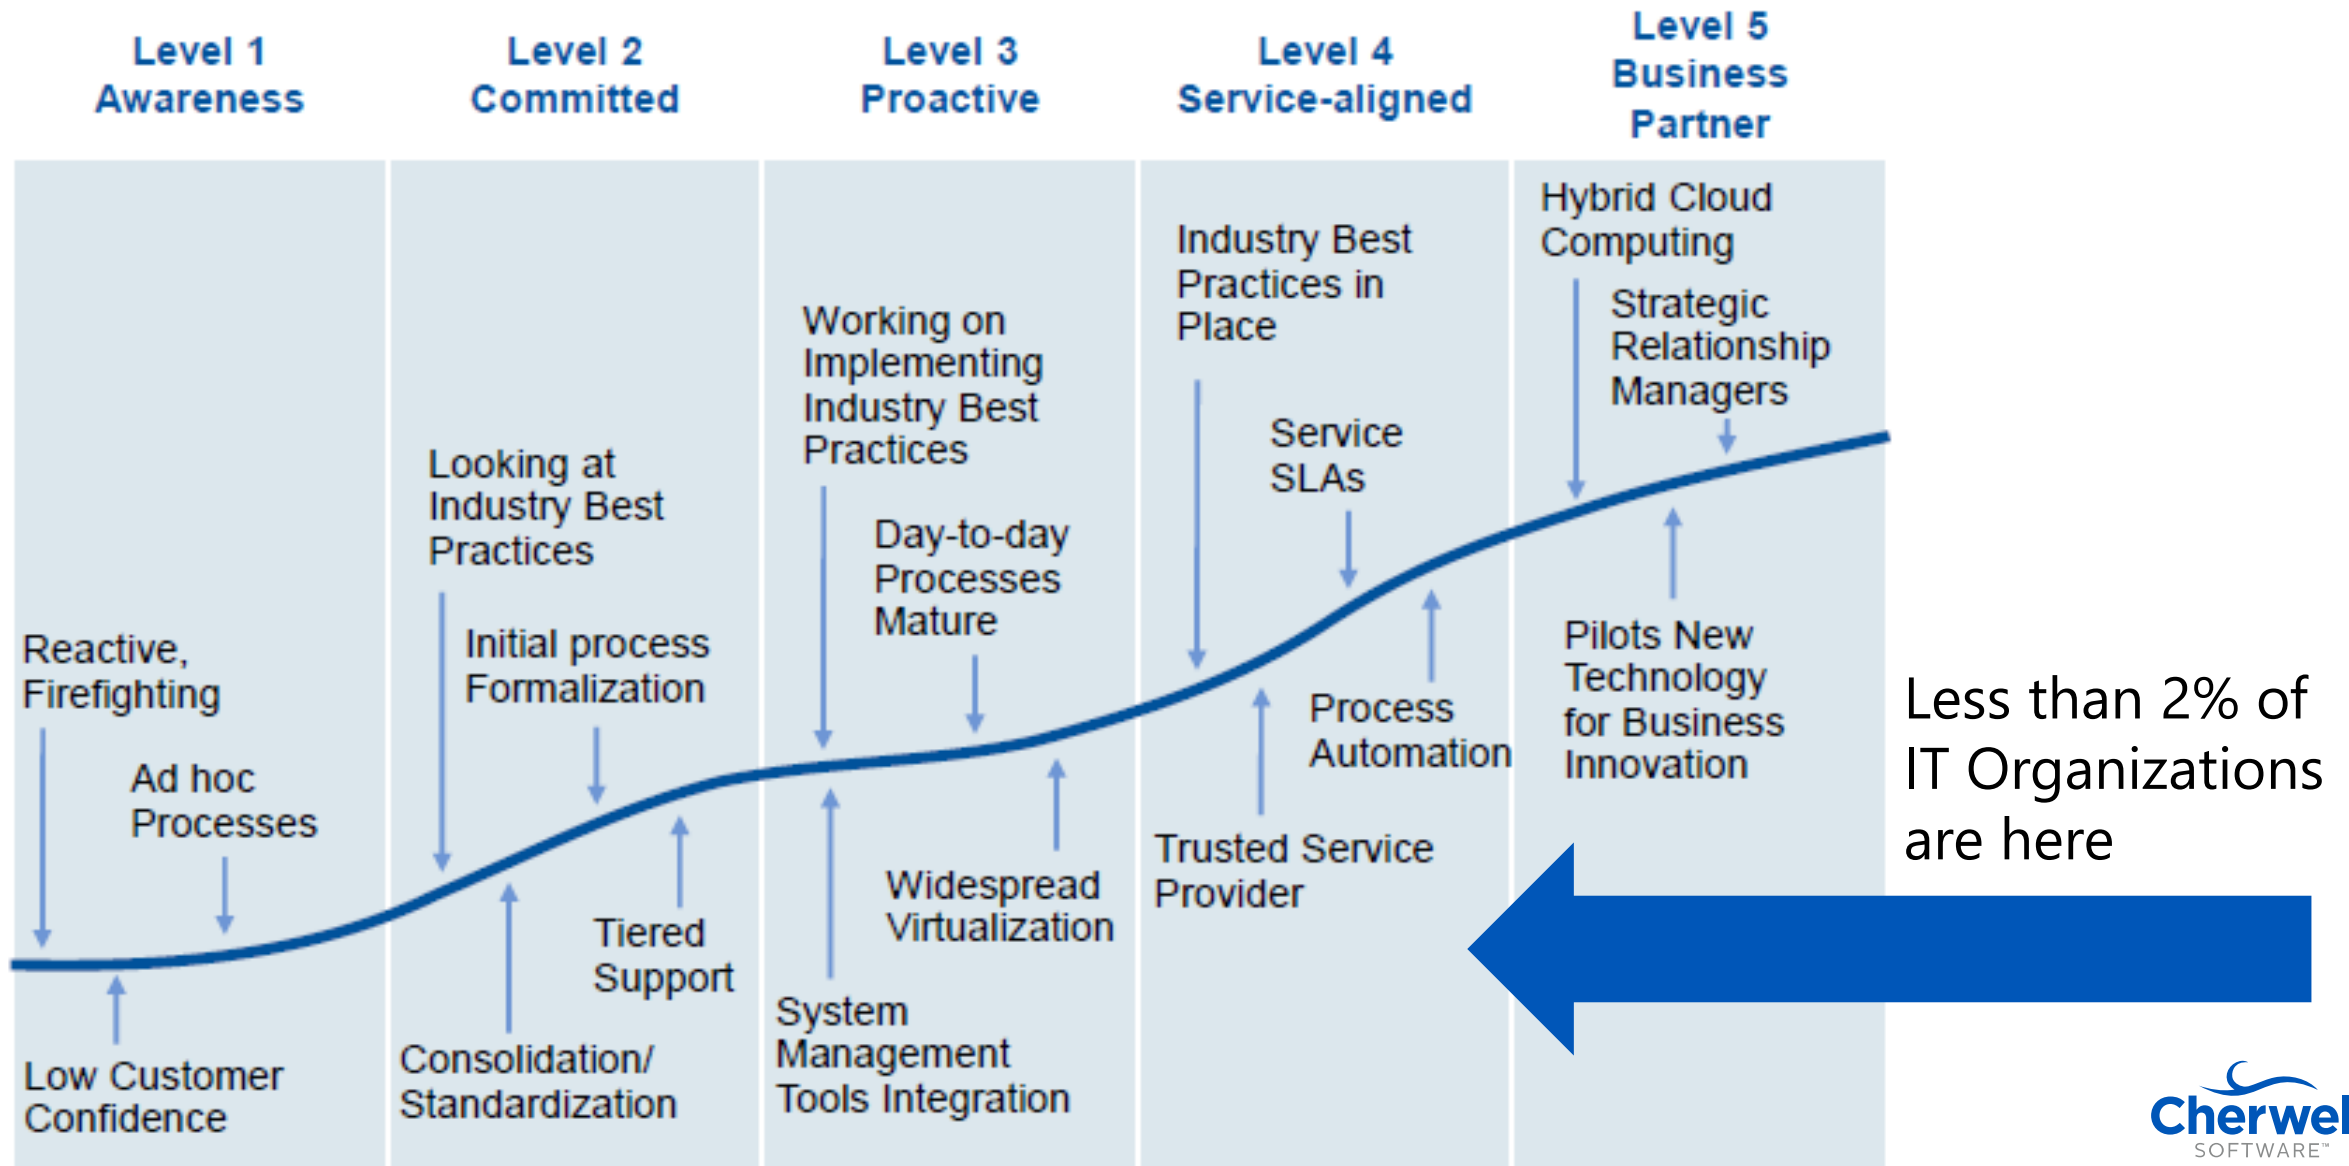 Level 1
Awareness
Level 2
Committed
Level 3
Proactive
Level 4
Service-aligned
Level 5
Business
Partner
Reactive,
Firefighting
Ad hoc
Processes
Low Customer
Confidence
Looking at
Industry Best
Practices
Initial process
Formalization
Tiered
Support
Consolidation/
Standardization
Working on
Implementing
Industry Best
Practices
Day-to-day
Processes
Mature
Widespread
Virtualization
System
Management
Tools Integration
Industry Best
Practices in
Place
Service
SLAs
Process
Automation
Trusted Service
Provider
Hybrid Cloud
Computing
Strategic
Relationship
Managers
Pilots New
Technology
for Business
Innovation
Less than 2% of
IT Organizations
are here
Cherwel
SOFTWARE™